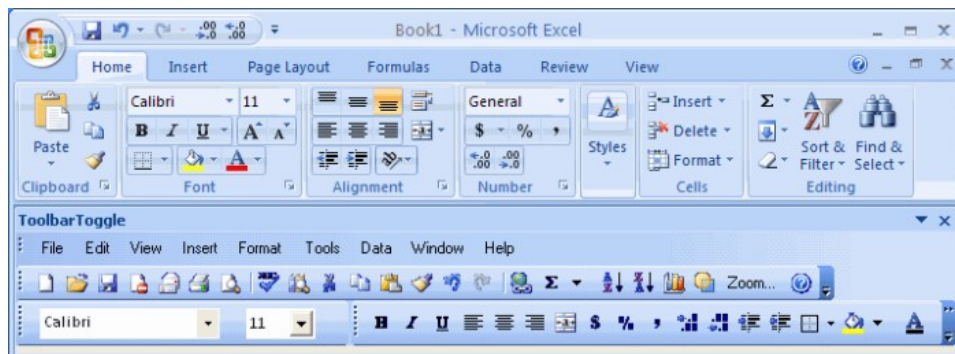 Book1 - Microsoft Excel
Home Insert Page Layout Formulas Data Review View
Calibri 11 General Σ Insert
B I U A A $ % , Delete
Paste A Styles Format Sort & Filter Find & Select
Clipboard Font Alignment Number Cells Editing
ToolbarToggle
File Edit View Insert Format Tools Data Window Help
Σ Zoom...
Calibri 11 B I U $ % , A